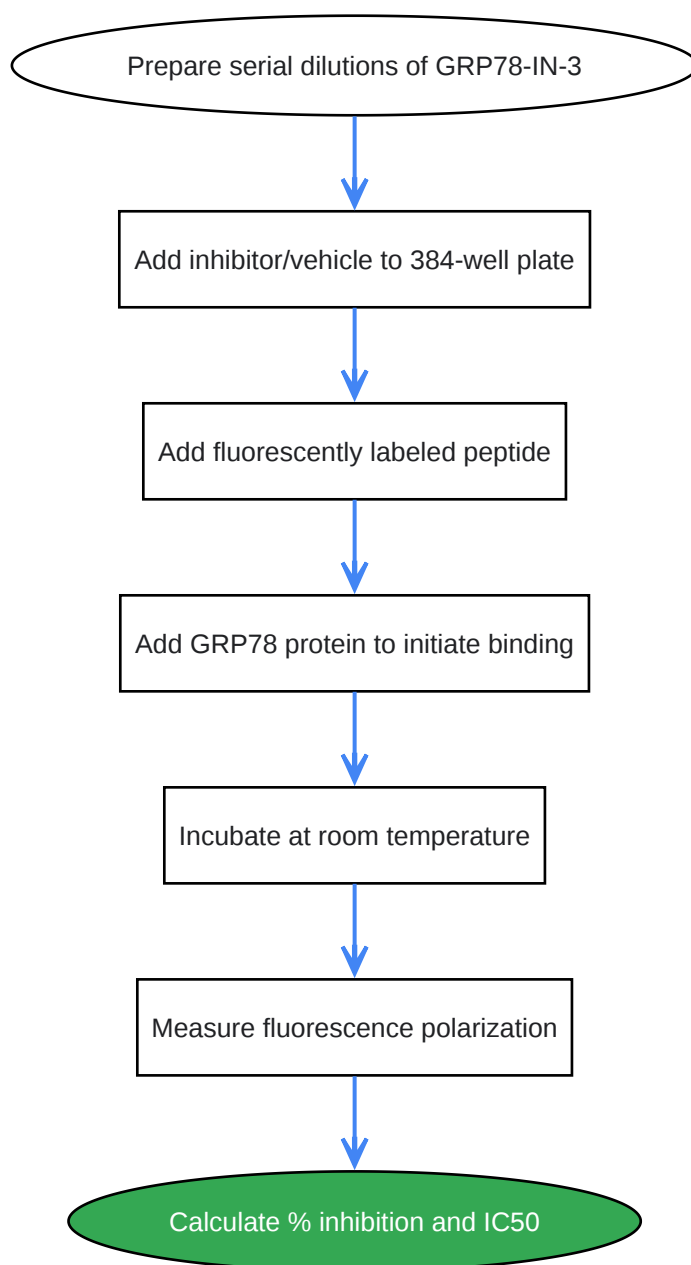 Prepare serial dilutions of GRP78-IN-3
Add inhibitor/vehicle to 384-well plate
Add fluorescently labeled peptide
Add GRP78 protein to initiate binding
Incubate at room temperature
Measure fluorescence polarization
Calculate % inhibition and IC50